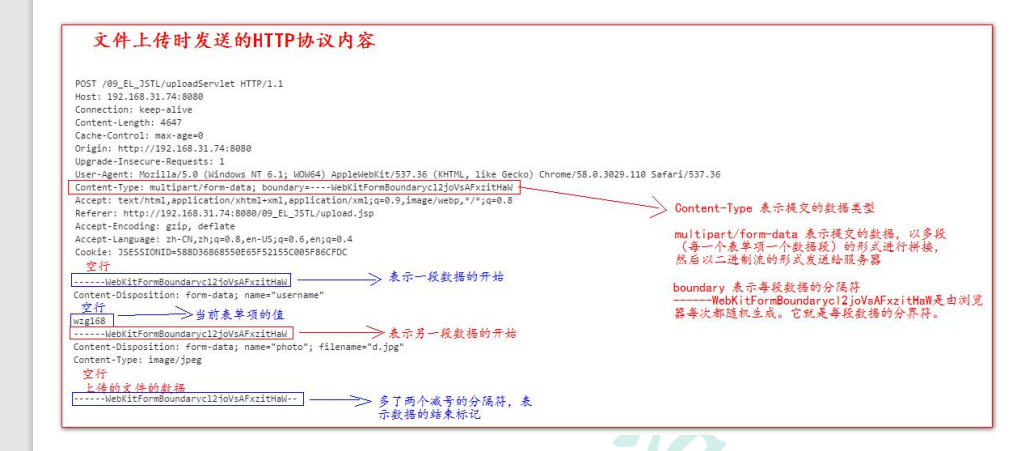 文件上传时发送的HTTP协议内容
POST /09_EL_JSTL/uploadServlet HTTP/1.1
Host: 192.168.31.74:8080
Connection: keep-alive
Content-Length: 4647
Cache-Control: max-age=0
Origin: http://192.168.31.74:8080
Upgrade-Insecure-Requests: 1
User-Agent: Mozilla/5.0 (Windows NT 6.1; WOW64) AppleWebKit/537.36 (KHTML, like Gecko) Chrome/58.0.3029.110 Safari/537.36
Content-Type: multipart/form-data; boundary=----WebKitFormBoundarycl2joVsAFxzitHaW
Accept: text/html,application/xhtml+xml,application/xml;q=0.9,image/webp,*/*;q=0.8
Referer: http://192.168.31.74:8080/09_EL_JSTL/upload.jsp
Accept-Encoding: gzip, deflate
Accept-Language: zh-CN,zh;q=0.8,en-US;q=0.6,en;q=0.4
Cookie: JSESSIONID=588D36868550E65F52155C005F86CFDC
空行
------WebKitFormBoundarycl2joVsAFxzitHaW
表示一段数据的开始
Content-Disposition: form-data; name="username"
空行
wzg168
当前表单项的值
------WebKitFormBoundarycl2joVsAFxzitHaW
表示另一段数据的开始
Content-Disposition: form-data; name="photo"; filename="d.jpg"
Content-Type: image/jpeg
空行
上传的文件的数据
------WebKitFormBoundarycl2joVsAFxzitHaW--
多了两个减号的分隔符，表
示数据的结束标记
Content-Type 表示提交的数据类型
multipart/form-data 表示提交的数据，以多段
（每一个表单项一个数据段）的形式进行拼接，
然后以二进制流的形式发送给服务器
boundary 表示每段数据的分隔符
------WebKitFormBoundarycl2joVsAFxzitHaW是由浏览
器每次都随机生成。它就是每段数据的分界符。